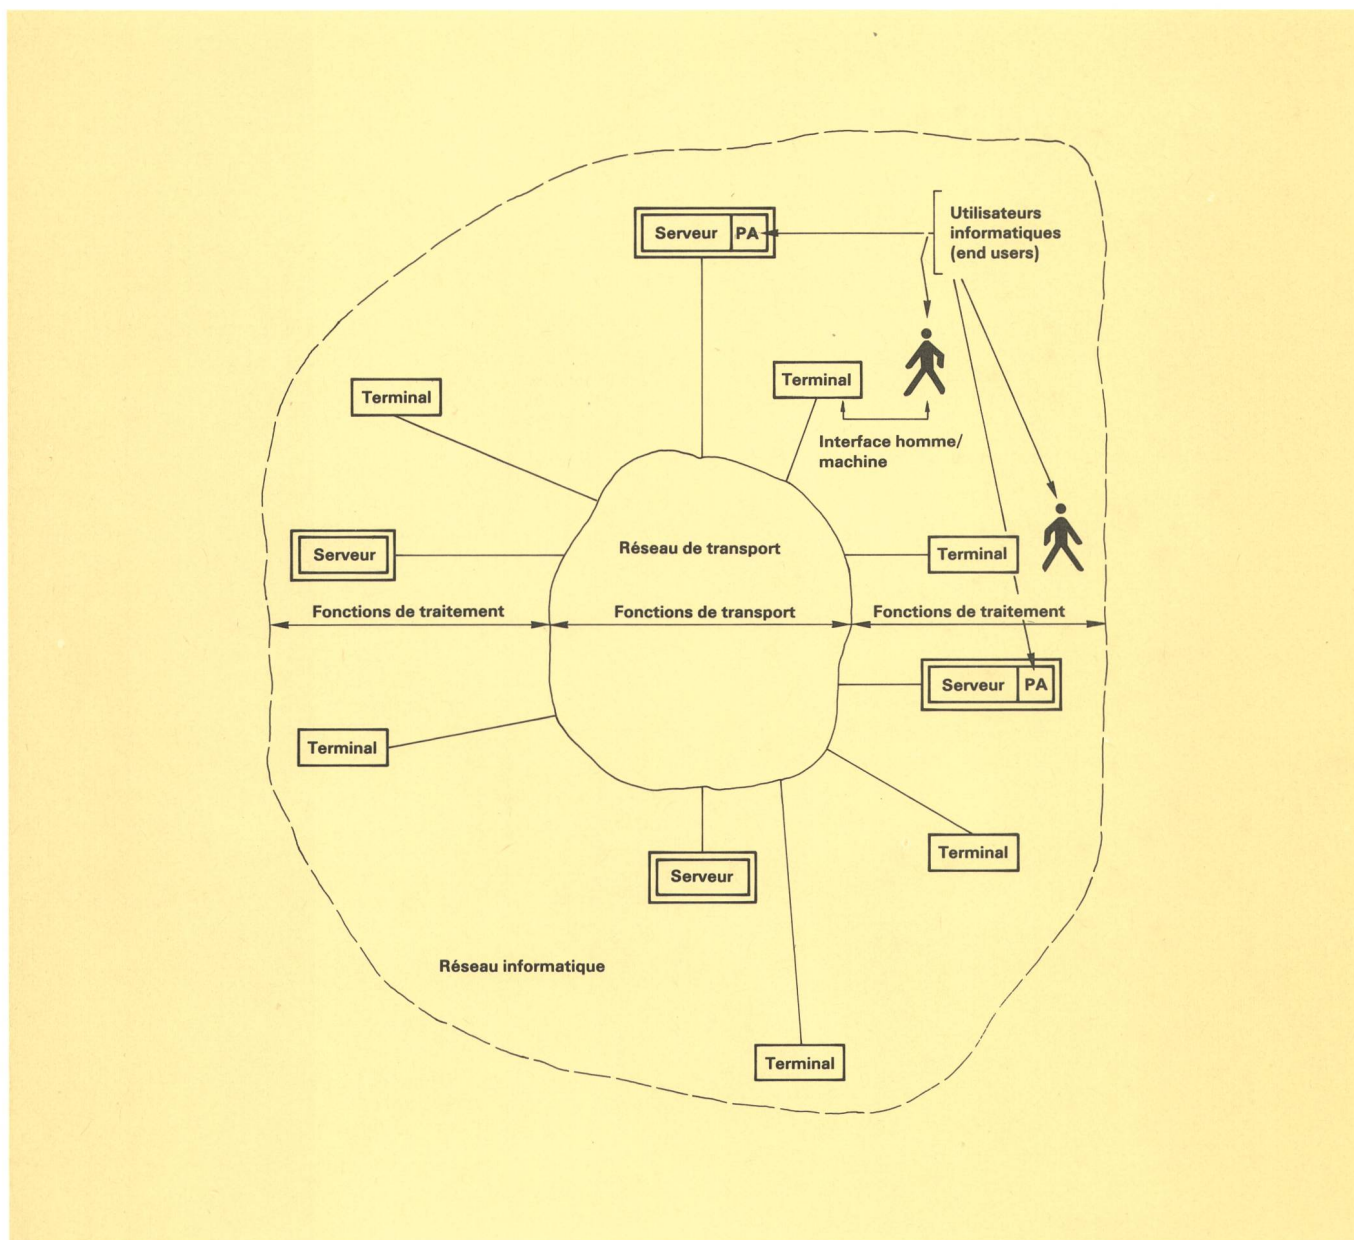 Utilisateurs
informatiques
(end users)
Serveur PA
Terminal
Terminal
Interface homme/
machine
Réseau de transport
Serveur
Terminal
Fonctions de traitement
Fonctions de transport
Fonctions de traitement
Serveur PA
Terminal
Terminal
Serveur
Réseau informatique
Terminal